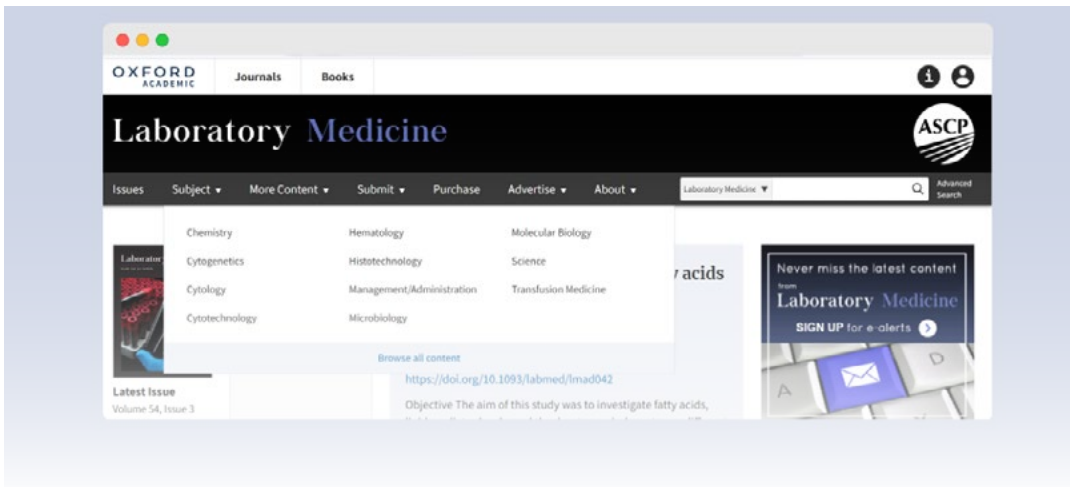 OXFORD
ACADEMIC
Journals
Books
Laboratory Medicine
ASCP
Issues
Subject
More Content
Submit
Purchase
Advertise
About
Laboratory Medicine
Advanced
Search
Chemistry
Hematology
Molecular Biology
Cytogenetics
Histotechnology
Science
Cytology
Management/Administration
Transfusion Medicine
Cytotechnology
Microbiology
Browse all content
y acids
Never miss the latest content
from
Laboratory Medicine
SIGN UP for e-alerts
A
D
Latest Issue
Volume 54, Issue 3
https://doi.org/10.1093/labmed/lmad042
Objective The aim of this study was to investigate fatty acids,